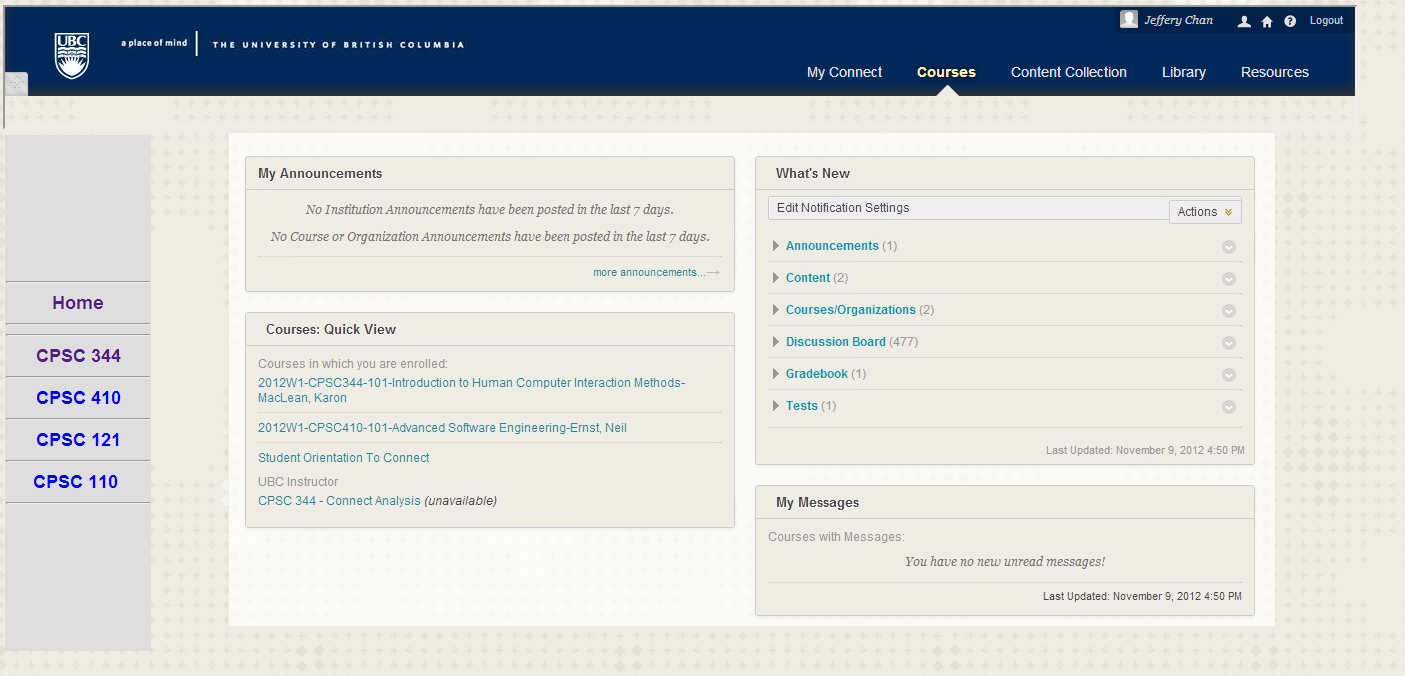 Jeffery Chan
Logout
UBC
a place of mind
THE UNIVERSITY OF BRITISH COLUMBIA
My Connect
Courses
Content Collection
Library
Resources
Home
CPSC 344
CPSC 410
CPSC 121
CPSC 110
My Announcements
No Institution Announcements have been posted in the last 7 days.
No Course or Organization Announcements have been posted in the last 7 days.
more announcements...→
Courses: Quick View
Courses in which you are enrolled:
2012W1-CPSC344-101-Introduction to Human Computer Interaction Methods-
MacLean, Karon
2012W1-CPSC410-101-Advanced Software Engineering-Ernst, Neil
Student Orientation To Connect
UBC Instructor
CPSC 344 - Connect Analysis (unavailable)
What's New
Edit Notification Settings
Actions
Announcements (1)
Content (2)
Courses/Organizations (2)
Discussion Board (477)
Gradebook (1)
Tests (1)
Last Updated: November 9, 2012 4:50 PM
My Messages
Courses with Messages:
You have no new unread messages!
Last Updated: November 9, 2012 4:50 PM